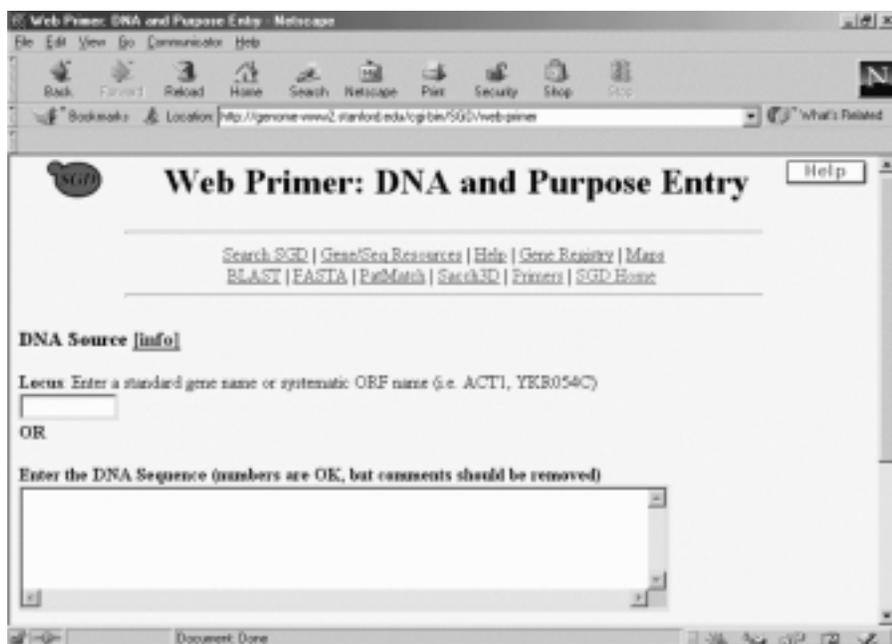 Web Primer: DNA and Purpose Entry - Netscape
File Edit View Go Communicator Help
Back Forward Reload Home Search Netscape Print Security Shop Stop
N
Bookmarks Location: http://genome-www2.stanford.edu/cgi-bin/SGD/web-primer What's Related
SGD Web Primer: DNA and Purpose Entry Help
Search SGD | Gene/Seq Resources | Help | Gene Registry | Maps
BLAST | FASTA | PatMatch | Sacch3D | Primers | SGD Home
DNA Source [info]
Locus: Enter a standard gene name or systematic ORF name (i.e. ACT1, YKR054C)
OR
Enter the DNA Sequence (numbers are OK, but comments should be removed)
Document: Done